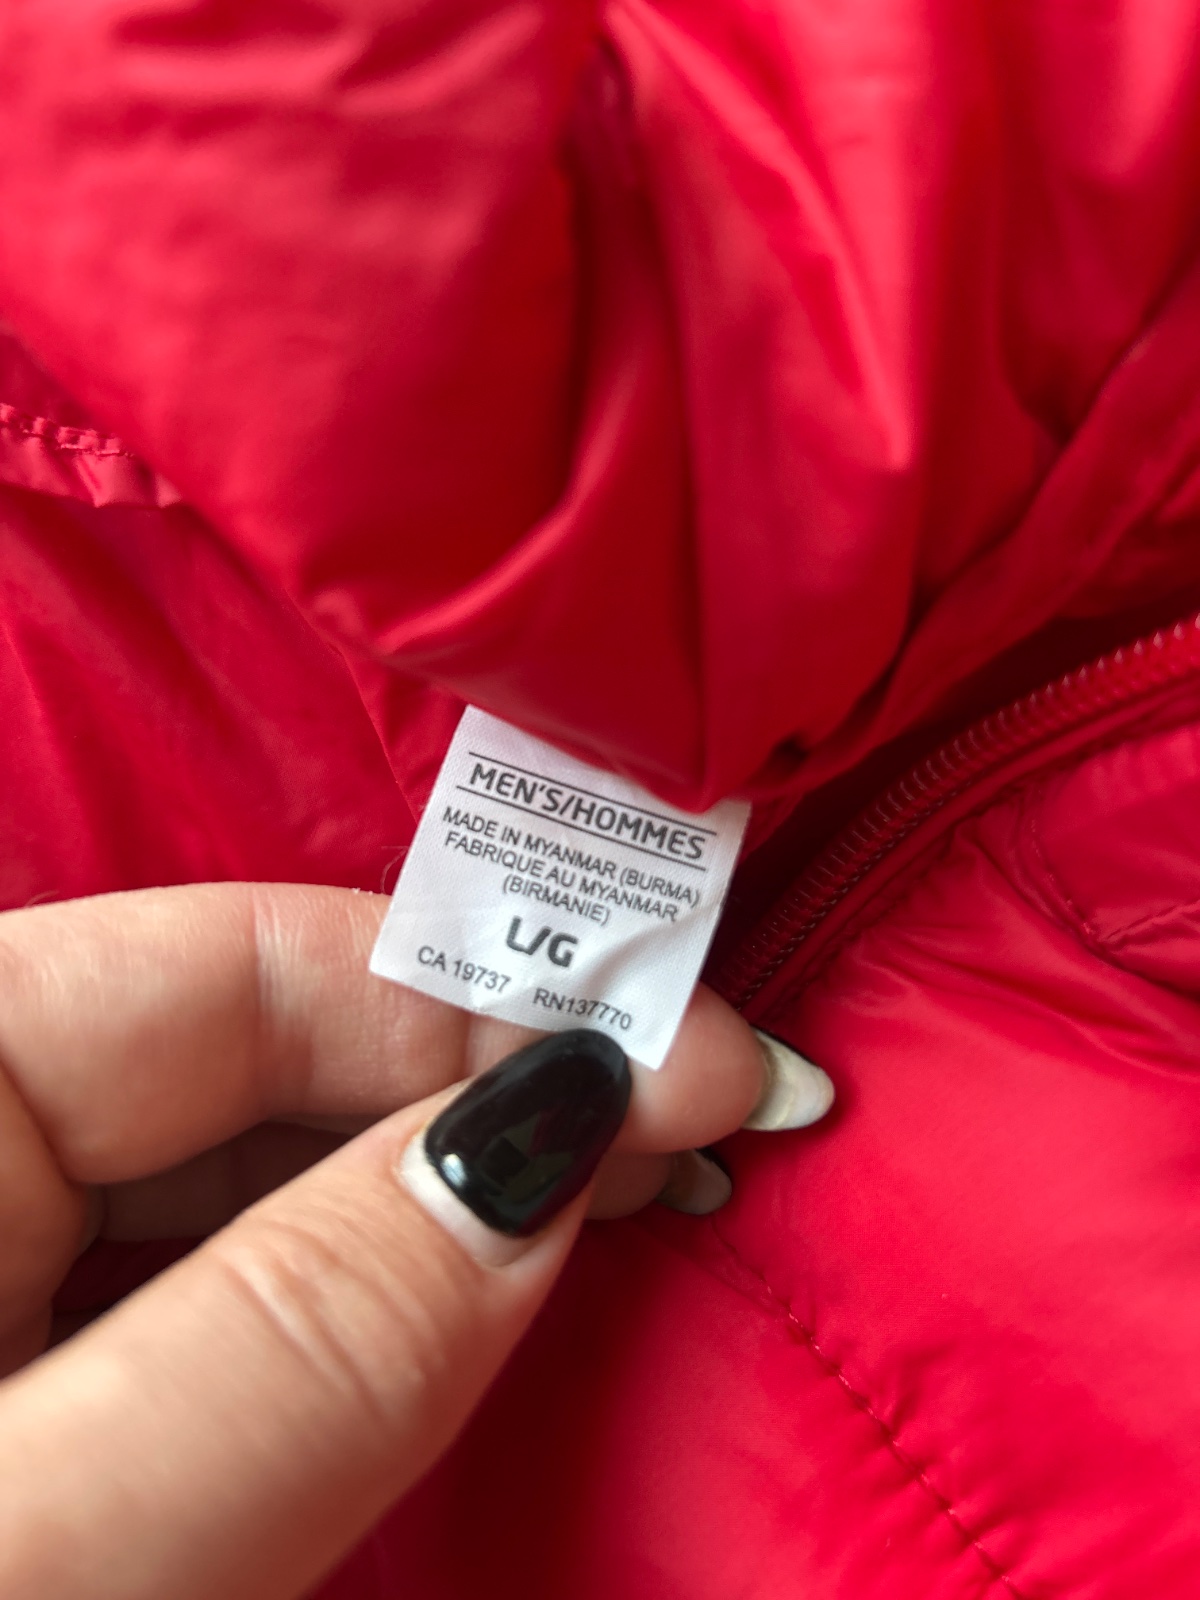 MEN'S/HOMMES
MADE IN MYANMAR (BURMA)
FABRIQUE AU MYANMAR
(BIRMANIE)
L/G
CA 19737 RN137770